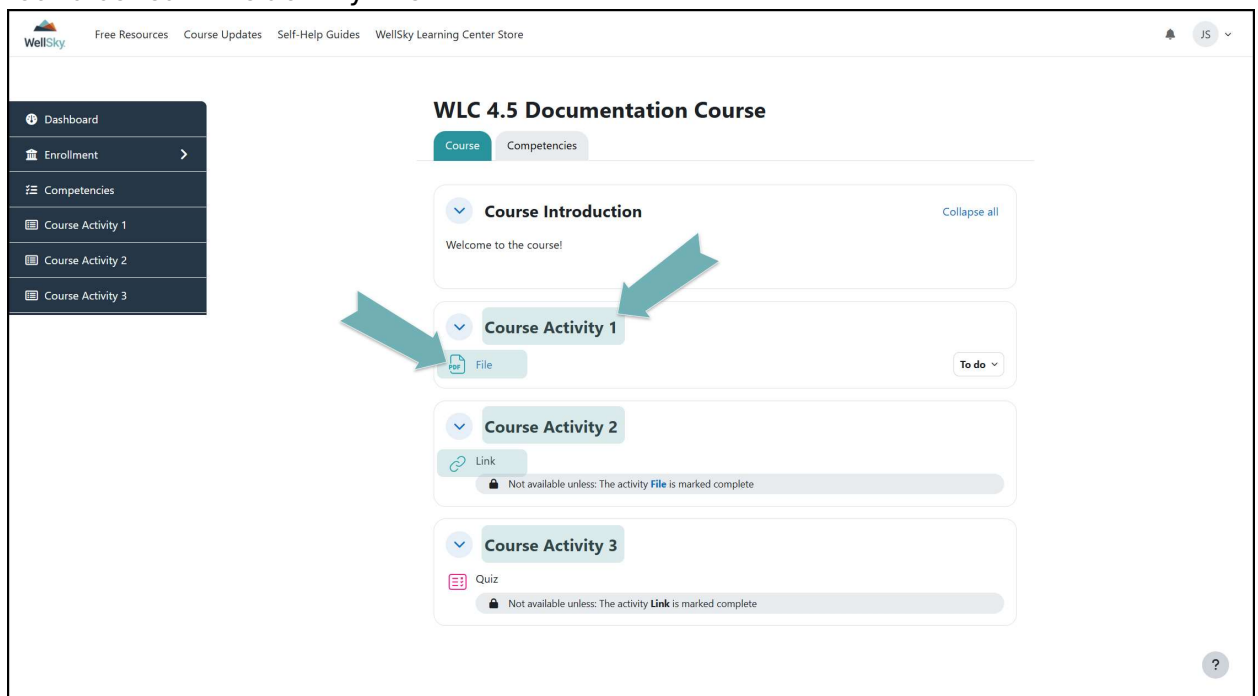 WellSky
Free Resources Course Updates Self-Help Guides WellSky Learning Center Store
JS
Dashboard
Enrollment
Competencies
Course Activity 1
Course Activity 2
Course Activity 3
WLC 4.5 Documentation Course
Course Competencies
Course Introduction
Collapse all
Welcome to the course!
Course Activity 1
PDF File
To do
Course Activity 2
Link
Not available unless: The activity File is marked complete
Course Activity 3
Quiz
Not available unless: The activity Link is marked complete
?